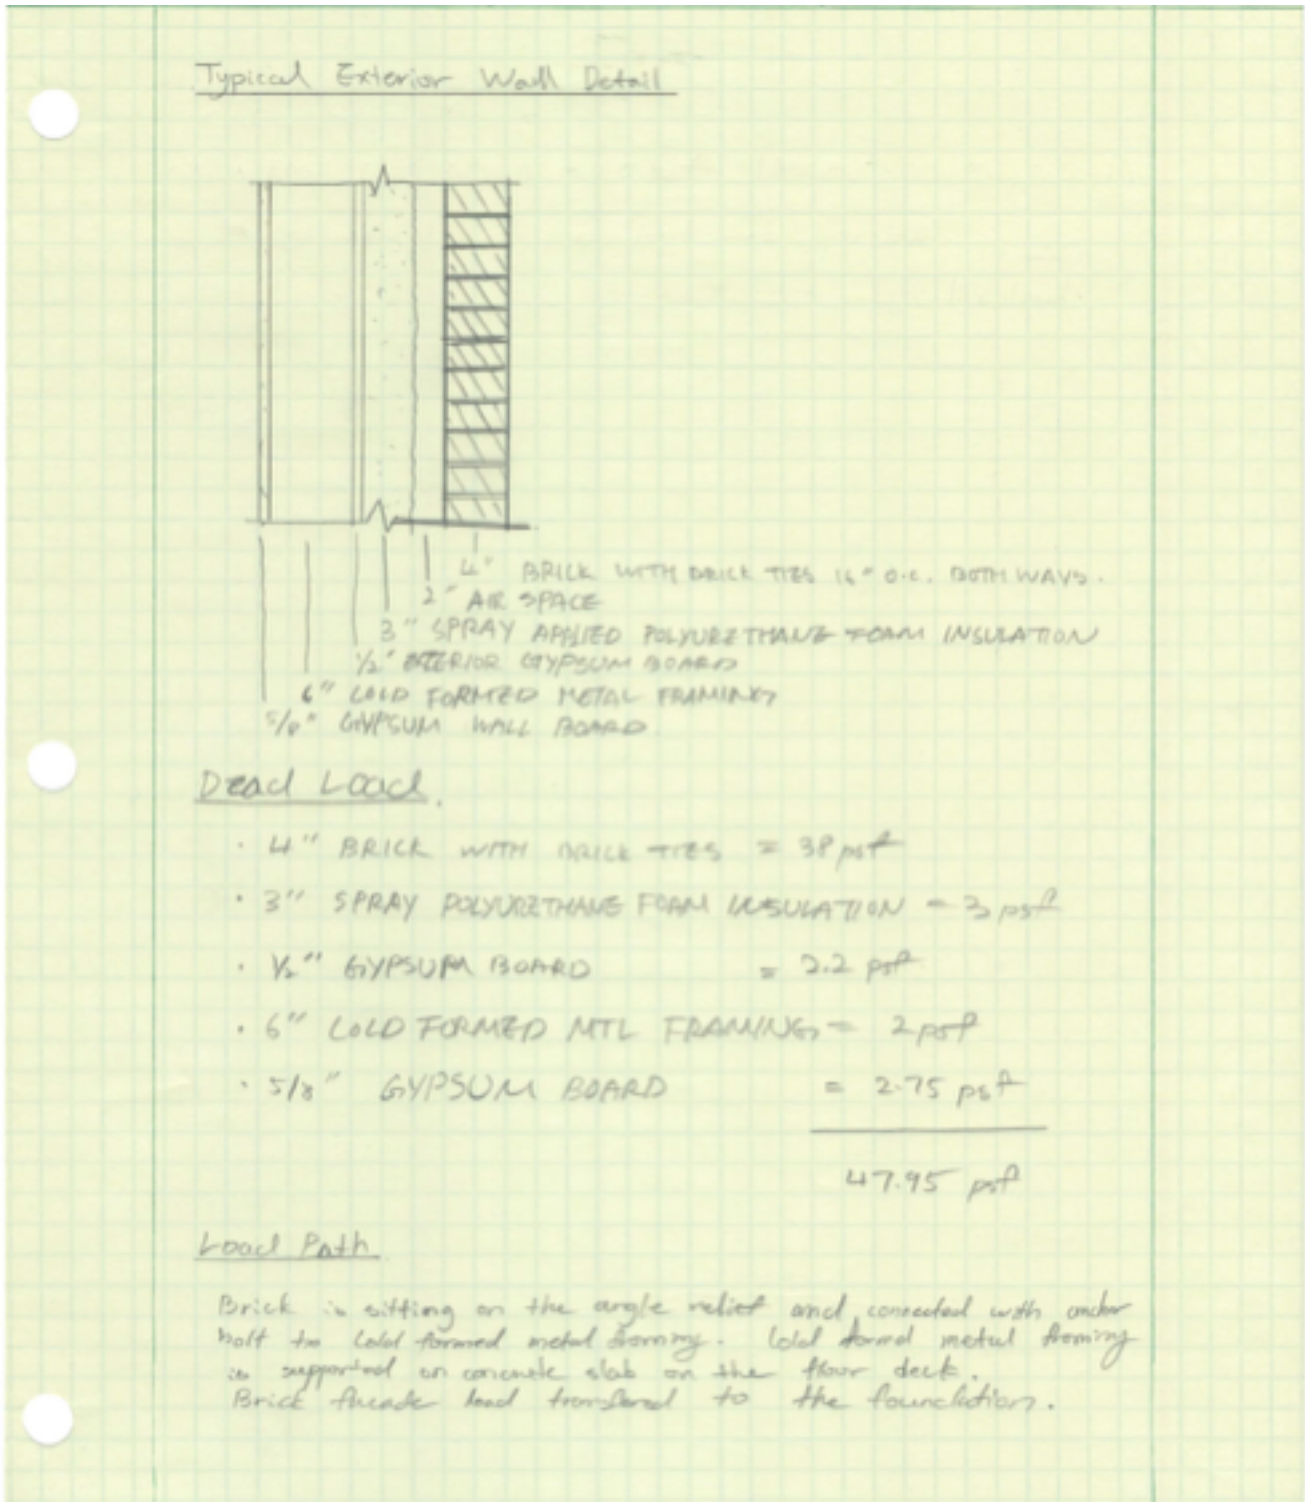 Typical Exterior Wall Detail
4" BRICK WITH BRICK TIES 16" O.C. BOTH WAYS.
2" AIR SPACE
3" SPRAY APPLIED POLYURETHANE FOAM INSULATION
1/2" EXTERIOR GYPSUM BOARD
6" COLD FORMED METAL FRAMING
5/8" GYPSUM WALL BOARD
Dead Load.
· 4" BRICK WITH BRICK TIES = 38 psf
· 3" SPRAY POLYURETHANE FOAM INSULATION = 3 psf
· 1/2" GYPSUM BOARD = 2.2 psf
· 6" COLD FORMED MTL FRAMING = 2 psf
· 5/8" GYPSUM BOARD = 2.75 psf
47.95 psf
Load Path
Brick is sitting on the angle relief and connected with anchor
bolt to Cold formed metal framing. Cold formed metal framing
is supported on concrete slab on the floor deck.
Brick facade load transfered to the foundation.